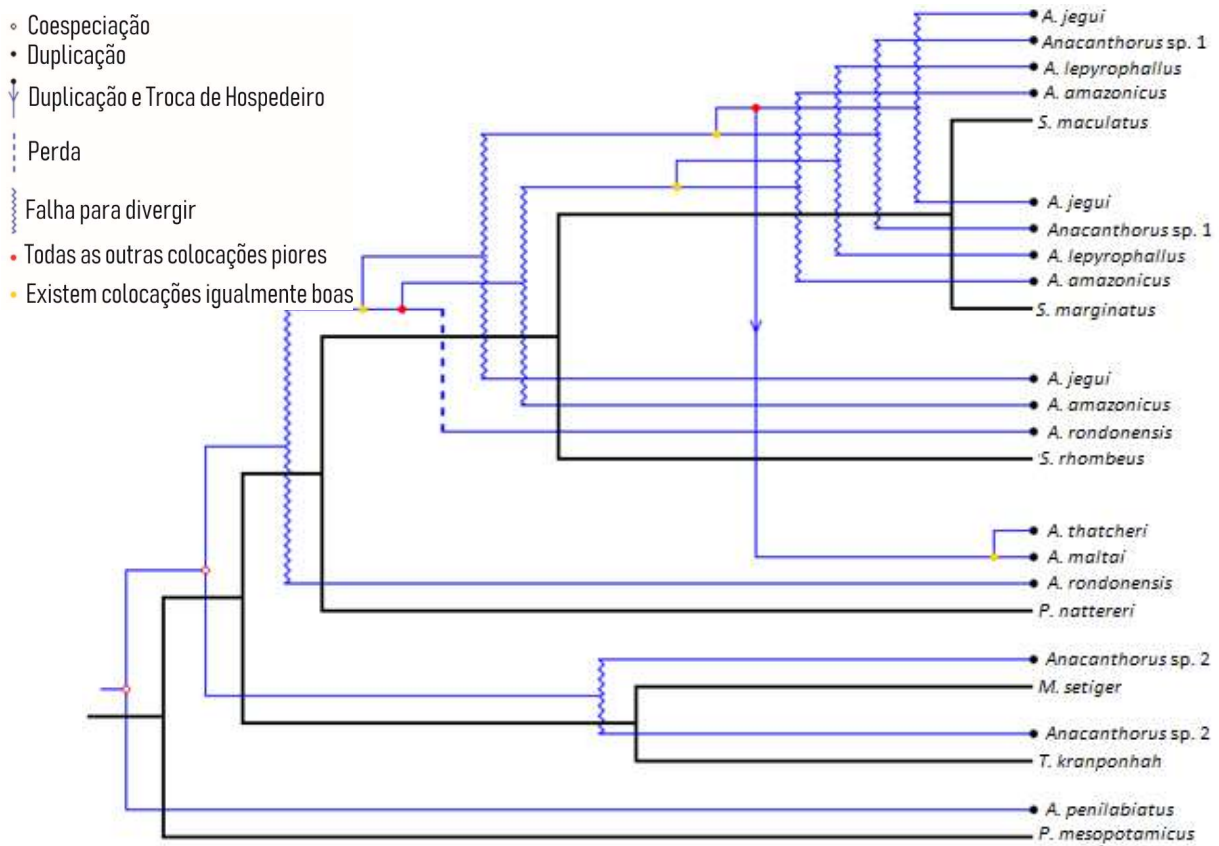 Coespeciação
Duplicação
Duplicação e Troca de Hospedeiro
Perda
Falha para divergir
Todas as outras colocações piores
Existem colocações igualmente boas
A. jegui
Anacanthorus sp. 1
A. lepyrophallus
A. amazonicus
S. maculatus
A. jegui
Anacanthorus sp. 1
A. lepyrophallus
A. amazonicus
S. marginatus
A. jegui
A. amazonicus
A. rondonensis
S. rhombeus
A. thatcheri
A. maltai
A. rondonensis
P. nattereri
Anacanthorus sp. 2
M. setiger
Anacanthorus sp. 2
T. kranponhah
A. penilabiatus
P. mesopotamicus